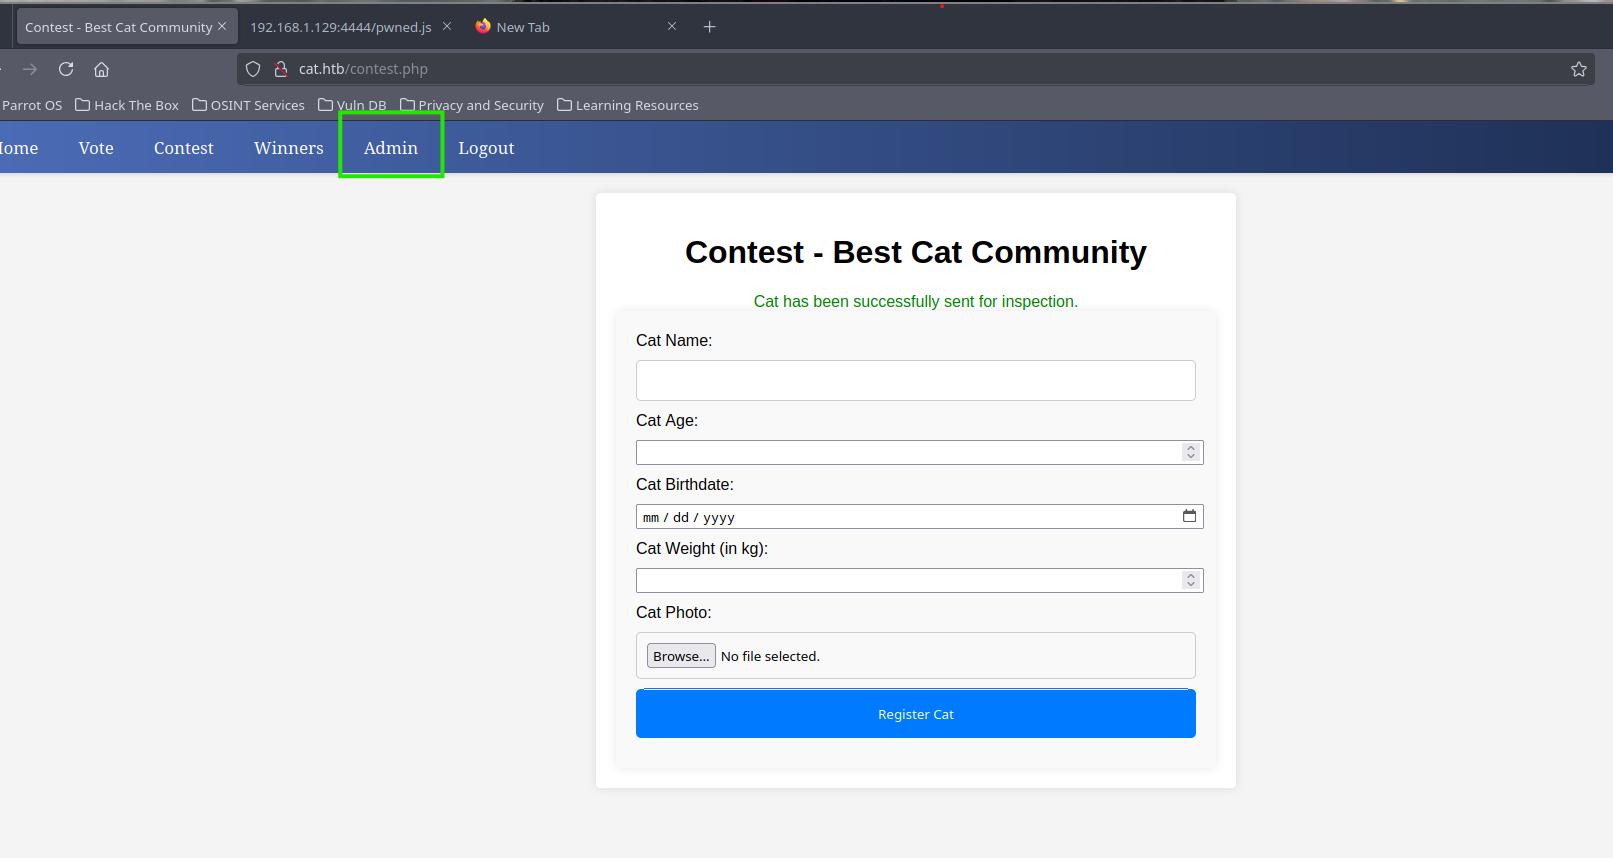 Contest - Best Cat Community 192.168.1.129:4444/pwned.js New Tab
cat.htb/contest.php
Parrot OS Hack The Box OSINT Services Vuln DB Privacy and Security Learning Resources
Home Vote Contest Winners Admin Logout
Contest - Best Cat Community
Cat has been successfully sent for inspection.
Cat Name:
Cat Age:
Cat Birthdate:
mm / dd / yyyy
Cat Weight (in kg):
Cat Photo:
Browse... No file selected.
Register Cat